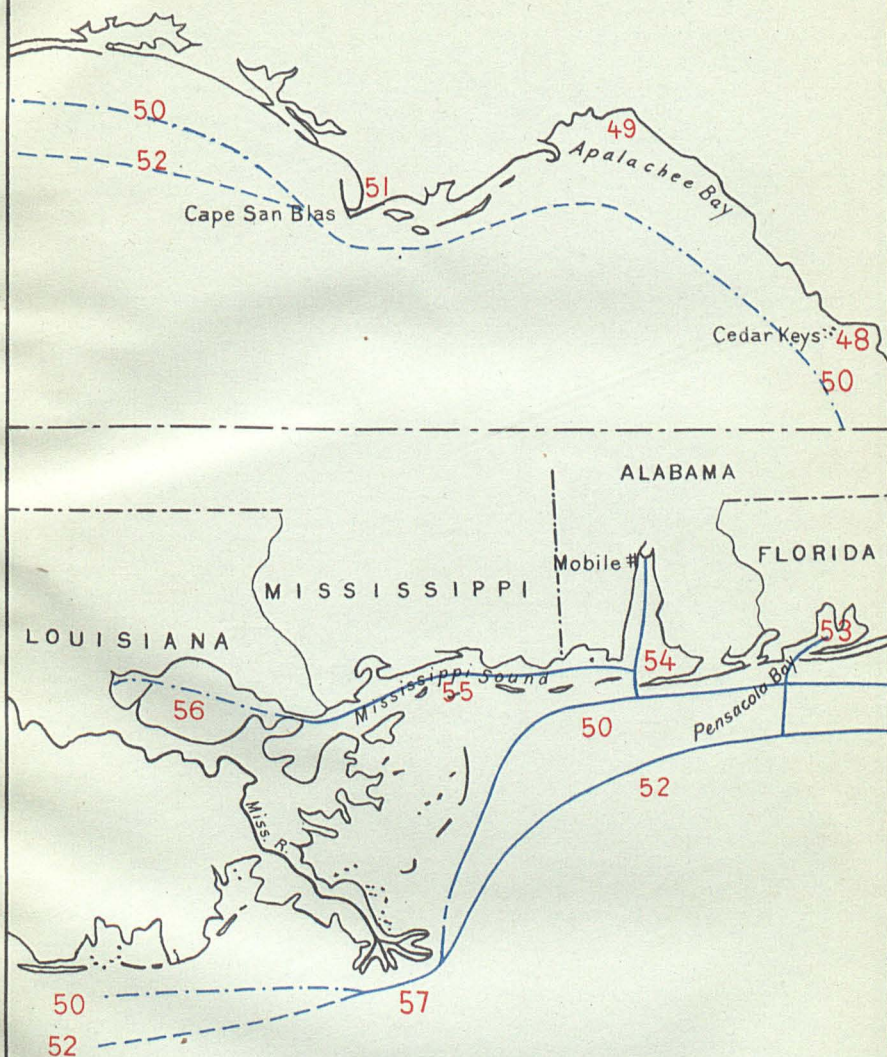 50
52
51
49
Apalachee Bay
Cape San Blas
Cedar Keys
48
50
ALABAMA
Mobile
FLORIDA
MISSISSIPPI
LOUISIANA
53
54
Mississippi Sound
55
56
Pensacola Bay
50
52
Miss. R.
50
57
52